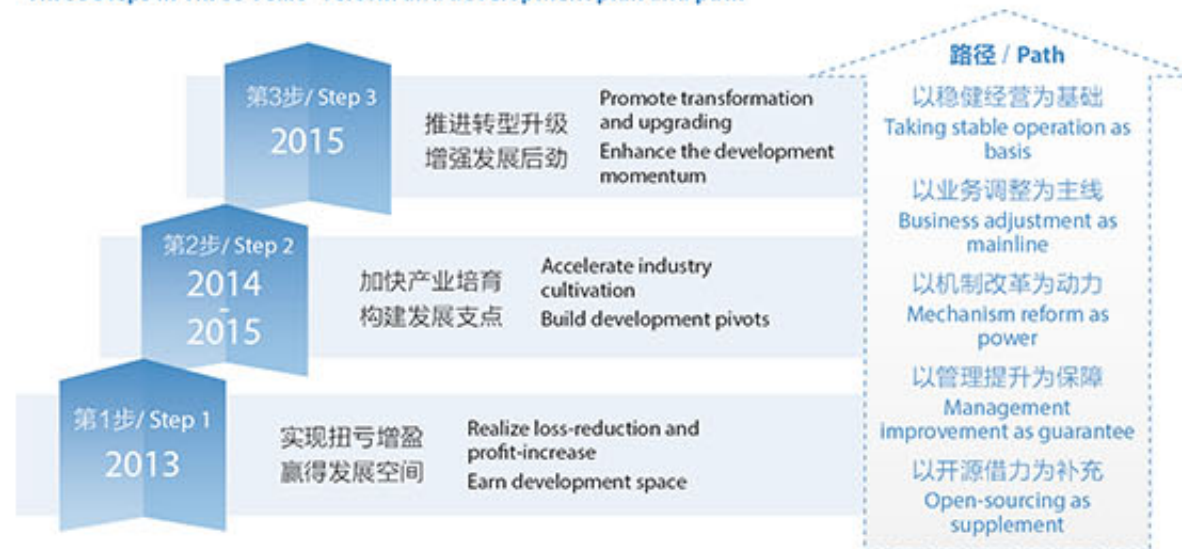 路径 / Path
第3步/ Step 3
2015
推进转型升级
增强发展后劲
Promote transformation
and upgrading
Enhance the development
momentum
第2步/ Step 2
2014
-
2015
加快产业培育
构建发展支点
Accelerate industry
cultivation
Build development pivots
第1步/ Step 1
2013
实现扭亏增盈
赢得发展空间
Realize loss-reduction and
profit-increase
Earn development space
以稳健经营为基础
Taking stable operation as
basis
以业务调整为主线
Business adjustment as
mainline
以机制改革为动力
Mechanism reform as
power
以管理提升为保障
Management
improvement as guarantee
以开源借力为补充
Open-sourcing as
supplement